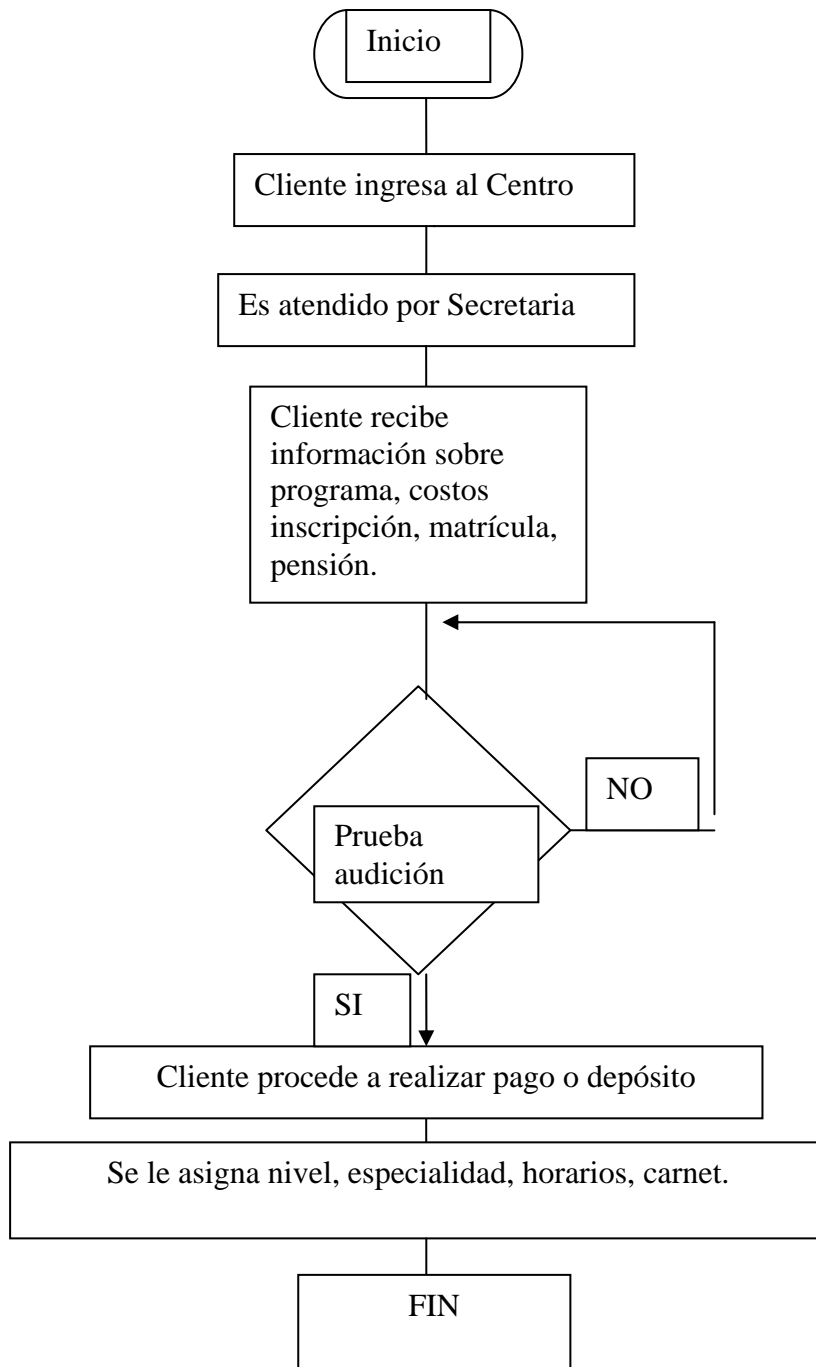 Inicio
Cliente ingresa al Centro
Es atendido por Secretaria
Cliente recibe
información sobre
programa, costos
inscripción, matrícula,
pensión.
NO
Prueba
audición
SI
Cliente procede a realizar pago o depósito
Se le asigna nivel, especialidad, horarios, carnet.
FIN